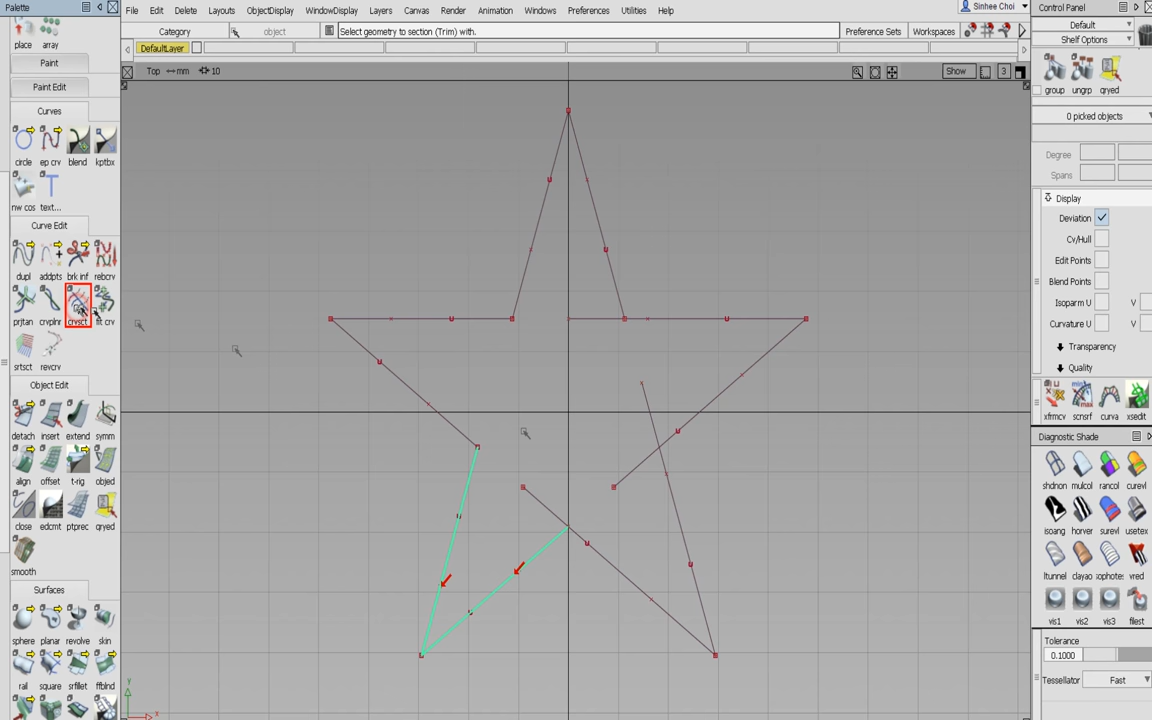 Palette
File Edit Delete Layouts ObjectDisplay WindowDisplay Layers Canvas Render Animation Windows Preferences Utilities Help
Sinhee Choi
Control Panel
Category
object
Select geometry to section (Trim) with.
Preference Sets
Workspaces
Default
Shelf Options
DefaultLayer
Top mm 10
Show
3
place array
Paint
Paint Edit
Curves
circle ep crv blend kptbx
nw cos text...
Curve Edit
dupl addpts brk inf rebcrv
prjtan crvplnr crvsct fit crv
srtsct revcrv
Object Edit
detach insert extend symm
align offset t-rig objed
close edcmt ptprec qryed
smooth
Surfaces
sphere planar revolve skin
rail square srfillet ffblnd
group ungrp qryed
0 picked objects
Degree
Spans
Display
Deviation
Cv/Hull
Edit Points
Blend Points
Isoparm U V
Curvature U V
Transparency
Quality
xfrmcv scnsrf curva xsedit
Diagnostic Shade
shdnon mulcol rancol curevl
isoang horver surevl usetex
ltunnel clayao vred
vis1 vis2 vis3 filest
Tolerance
0.1000
Tessellator Fast
y
x